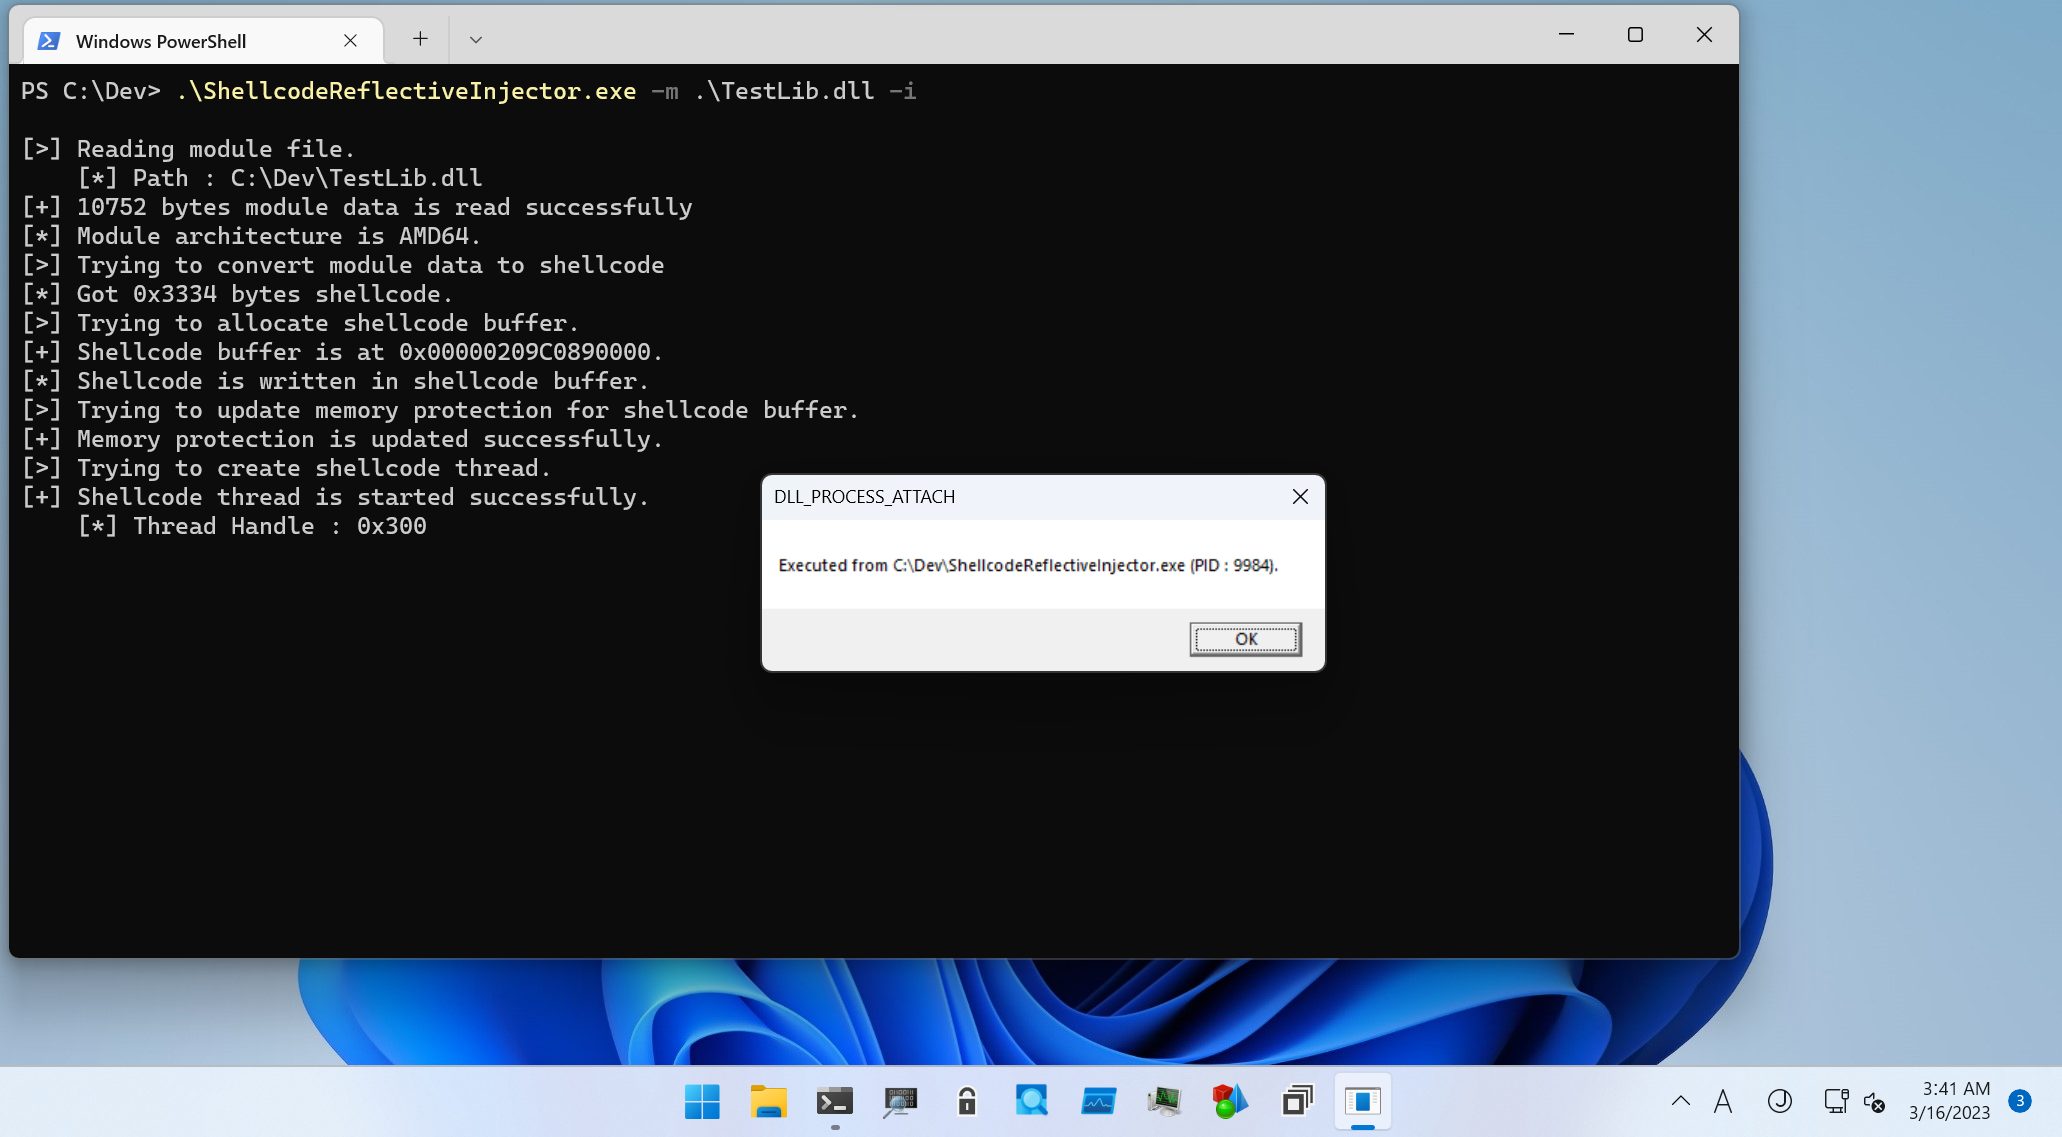 Windows PowerShell
PS C:\Dev> .\ShellcodeReflectiveInjector.exe -m .\TestLib.dll -i
[>] Reading module file.
[*] Path : C:\Dev\TestLib.dll
[+] 10752 bytes module data is read successfully
[*] Module architecture is AMD64.
[>] Trying to convert module data to shellcode
[*] Got 0x3334 bytes shellcode.
[>] Trying to allocate shellcode buffer.
[+] Shellcode buffer is at 0x00000209C0890000.
[*] Shellcode is written in shellcode buffer.
[>] Trying to update memory protection for shellcode buffer.
[+] Memory protection is updated successfully.
[>] Trying to create shellcode thread.
[+] Shellcode thread is started successfully.
[*] Thread Handle : 0x300
DLL_PROCESS_ATTACH
Executed from C:\Dev\ShellcodeReflectiveInjector.exe (PID : 9984).
OK
A
J
3:41 AM
3/16/2023
3